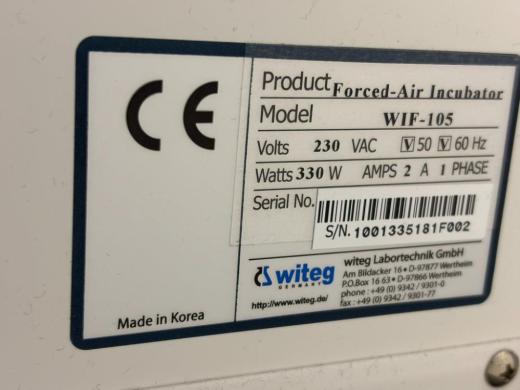 CE
Product Forced-Air Incubator
Model WIF-105
Volts 230 VAC V 50 V 60 Hz
Watts 330 W AMPS 2 A 1 PHASE
Serial No.
S/N. 1001335181F002
witeg
GERMANY
http://www.witeg.de/
witeg Labortechnik GmbH
Am Bildacker 16 • D-97877 Wertheim
P.O.Box 16 63 • D-97866 Wertheim
phone : +49 (0) 9342 / 9301-0
fax : +49 (0) 9342 / 9301-77
Made in Korea